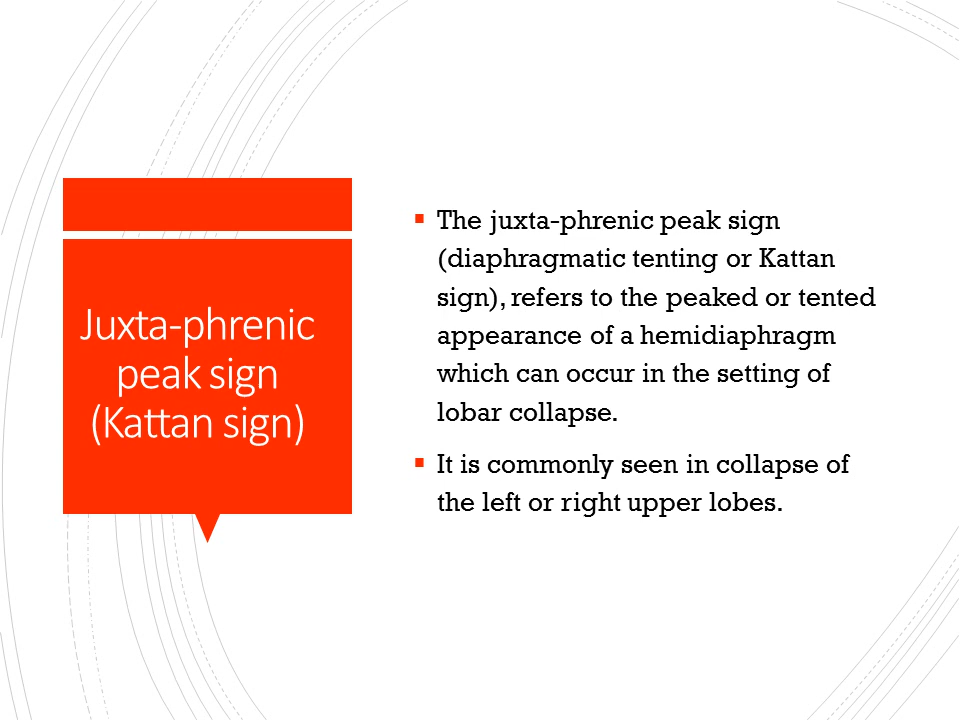 Juxta-phrenic
peak sign
(Kattan sign)
▪ The juxta-phrenic peak sign
(diaphragmatic tenting or Kattan
sign), refers to the peaked or tented
appearance of a hemidiaphragm
which can occur in the setting of
lobar collapse.
▪ It is commonly seen in collapse of
the left or right upper lobes.